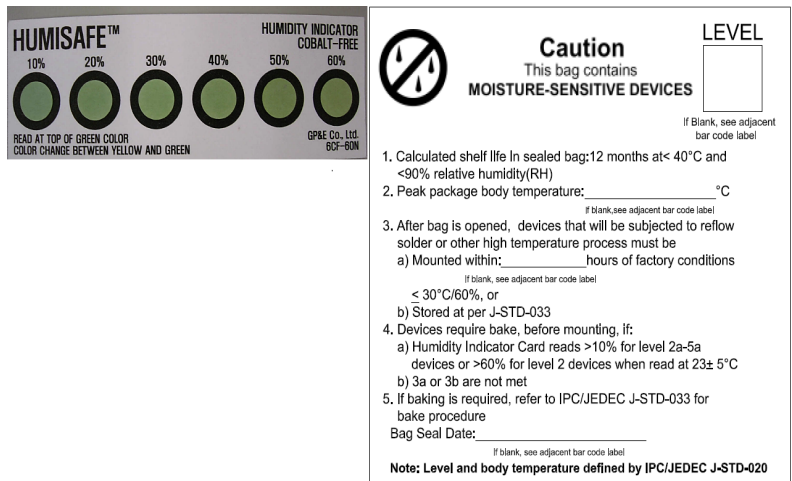 HUMISAFE™
HUMIDITY INDICATOR
COBALT-FREE
10% 20% 30% 40% 50% 60%
READ AT TOP OF GREEN COLOR
COLOR CHANGE BETWEEN YELLOW AND GREEN
GP&E Co., Ltd.
6CF-60N
LEVEL
Caution
This bag contains
MOISTURE-SENSITIVE DEVICES
If Blank, see adjacent
bar code label
1. Calculated shelf life In sealed bag:12 months at< 40°C and
<90% relative humidity(RH)
2. Peak package body temperature:____________________°C
If blank,see adjacent bar code label
3. After bag is opened, devices that will be subjected to reflow
solder or other high temperature process must be
a) Mounted within:_____________hours of factory conditions
If blank, see adjacent bar code label
≤ 30°C/60%, or
b) Stored at per J-STD-033
4. Devices require bake, before mounting, if:
a) Humidity Indicator Card reads >10% for level 2a-5a
devices or >60% for level 2 devices when read at 23± 5°C
b) 3a or 3b are not met
5. If baking is required, refer to IPC/JEDEC J-STD-033 for
bake procedure
Bag Seal Date:__________________________
If blank, see adjacent bar code label
Note: Level and body temperature defined by IPC/JEDEC J-STD-020